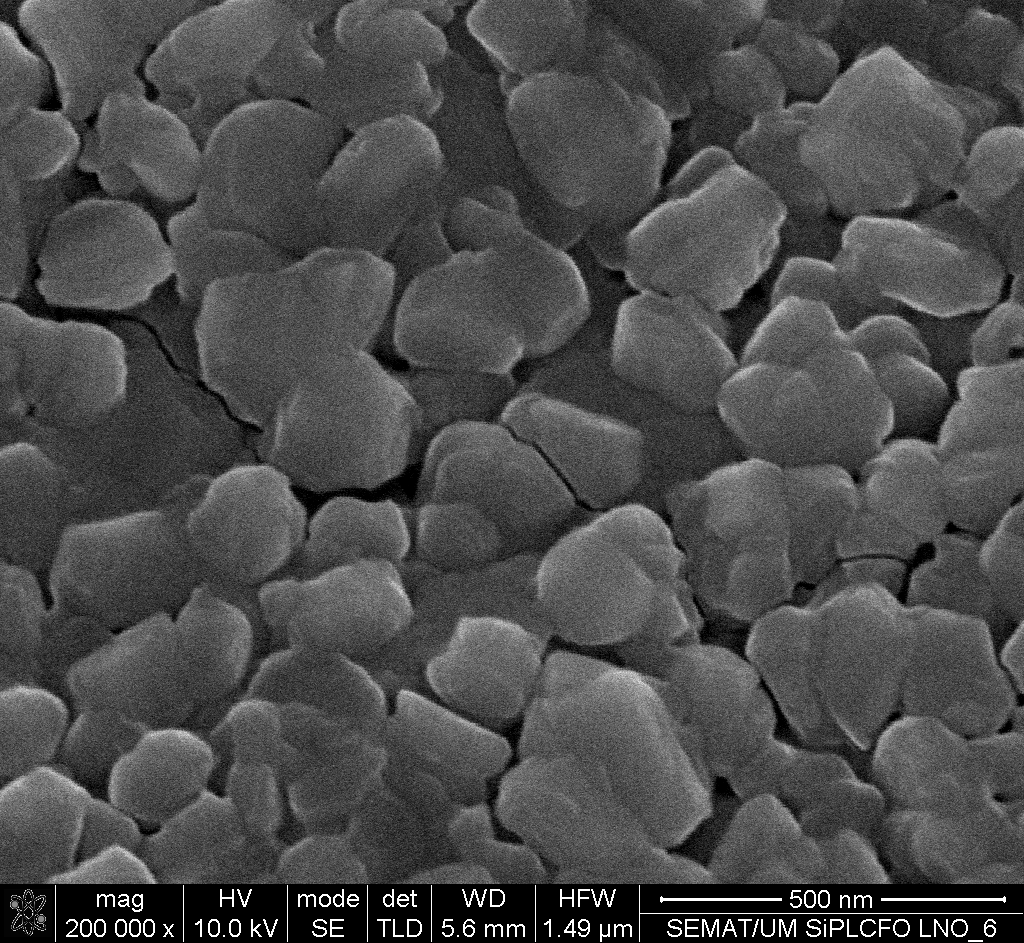 mag HV mode det WD HFW 500 nm
200 000 x 10.0 kV SE TLD 5.6 mm 1.49 µm SEMAT/UM SiPLCFO LNO_6